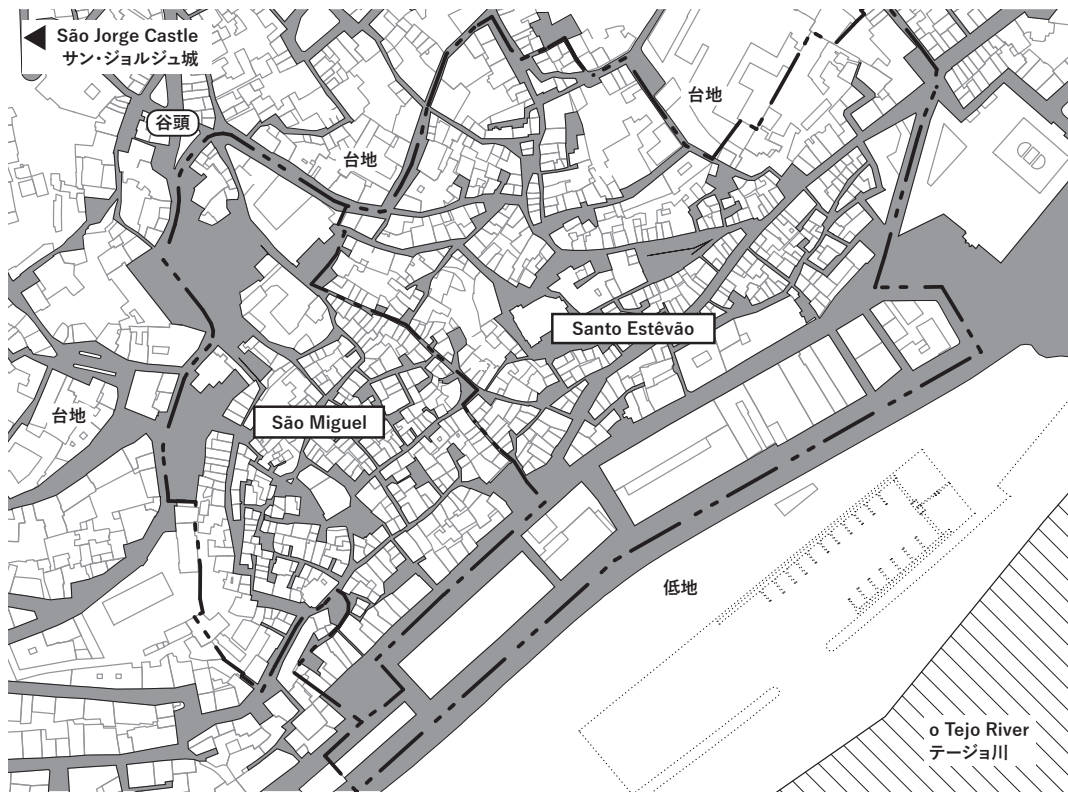 São Jorge Castle
サン・ジョルジュ城
谷頭
台地
台地
Santo Estêvão
São Miguel
台地
低地
o Tejo River
テージョ川